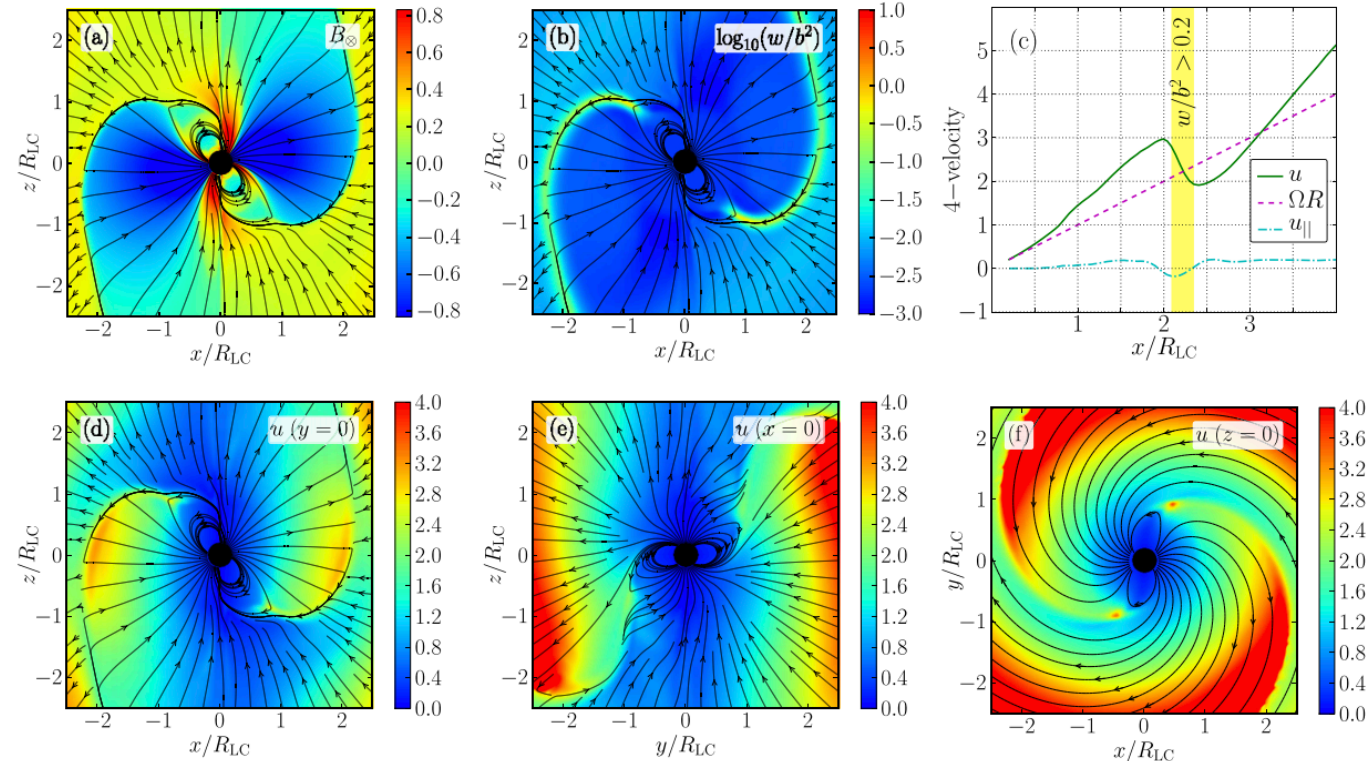 (a)
B⊗
2
1
0
−1
−2
z/R_LC
−2 −1 0 1 2
x/R_LC
0.8
0.6
0.4
0.2
0.0
−0.2
−0.4
−0.6
−0.8
(b)
log₁₀(w/b²)
2
1
0
−1
−2
z/R_LC
−2 −1 0 1 2
x/R_LC
1.0
0.5
0.0
−0.5
−1.0
−1.5
−2.0
−2.5
−3.0
(c)
w/b² > 0.2
5
4
3
2
1
0
−1
4−velocity
1 2 3
x/R_LC
u
ΩR
u_||
(d)
u (y = 0)
2
1
0
−1
−2
z/R_LC
−2 −1 0 1 2
x/R_LC
4.0
3.6
3.2
2.8
2.4
2.0
1.6
1.2
0.8
0.4
0.0
(e)
u (x = 0)
2
1
0
−1
−2
z/R_LC
−2 −1 0 1 2
y/R_LC
4.0
3.6
3.2
2.8
2.4
2.0
1.6
1.2
0.8
0.4
0.0
(f)
u (z = 0)
2
1
0
−1
−2
y/R_LC
−2 −1 0 1 2
x/R_LC
4.0
3.6
3.2
2.8
2.4
2.0
1.6
1.2
0.8
0.4
0.0